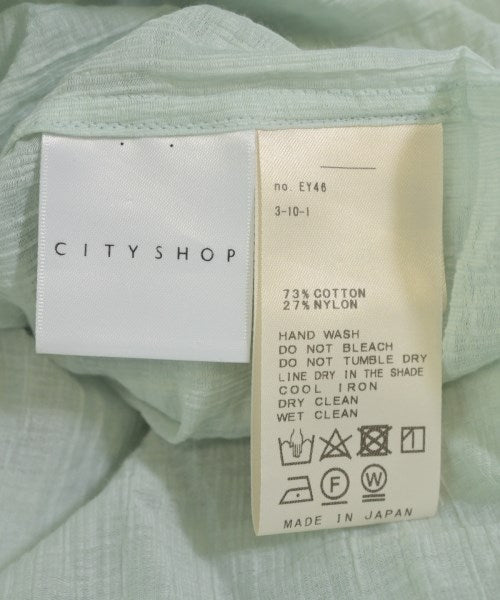 CITYSHOP
no. EY46
3-10-1
73% COTTON
27% NYLON
HAND WASH
DO NOT BLEACH
DO NOT TUMBLE DRY
LINE DRY IN THE SHADE
COOL IRON
DRY CLEAN
WET CLEAN
F W
MADE IN JAPAN